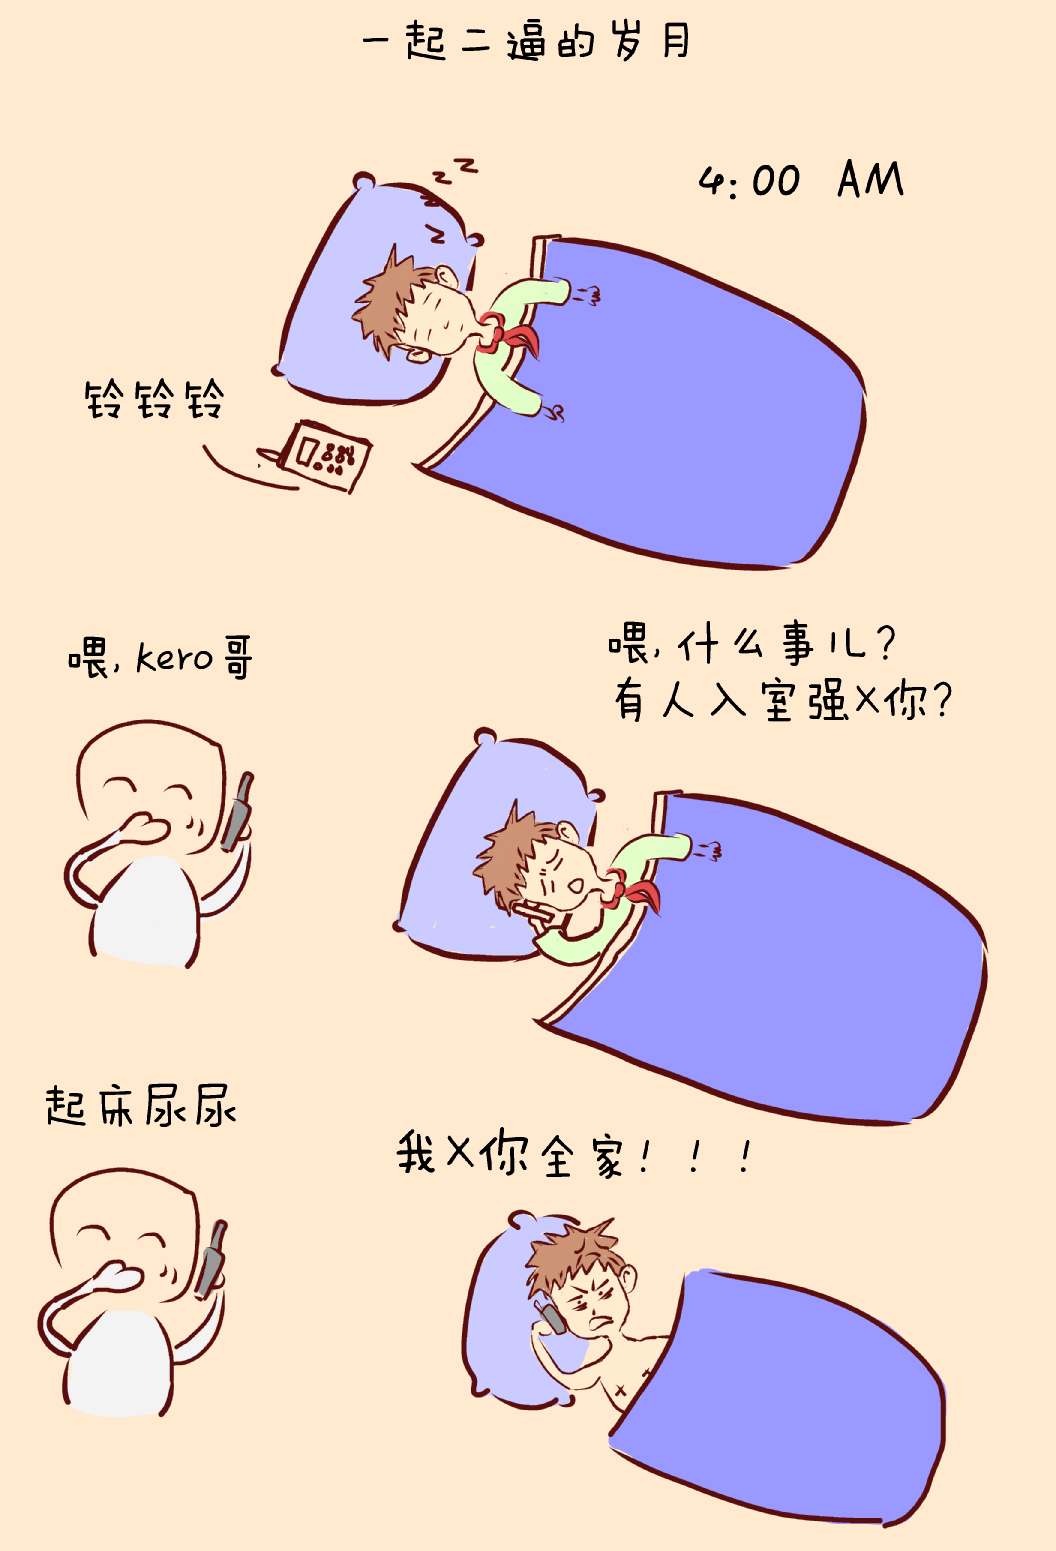 一起二逼的岁月
4:00 AM
z z z z
铃铃铃
喂,kero哥
喂,什么事儿?
有人入室强X你?
起床尿尿
我X你全家!!!